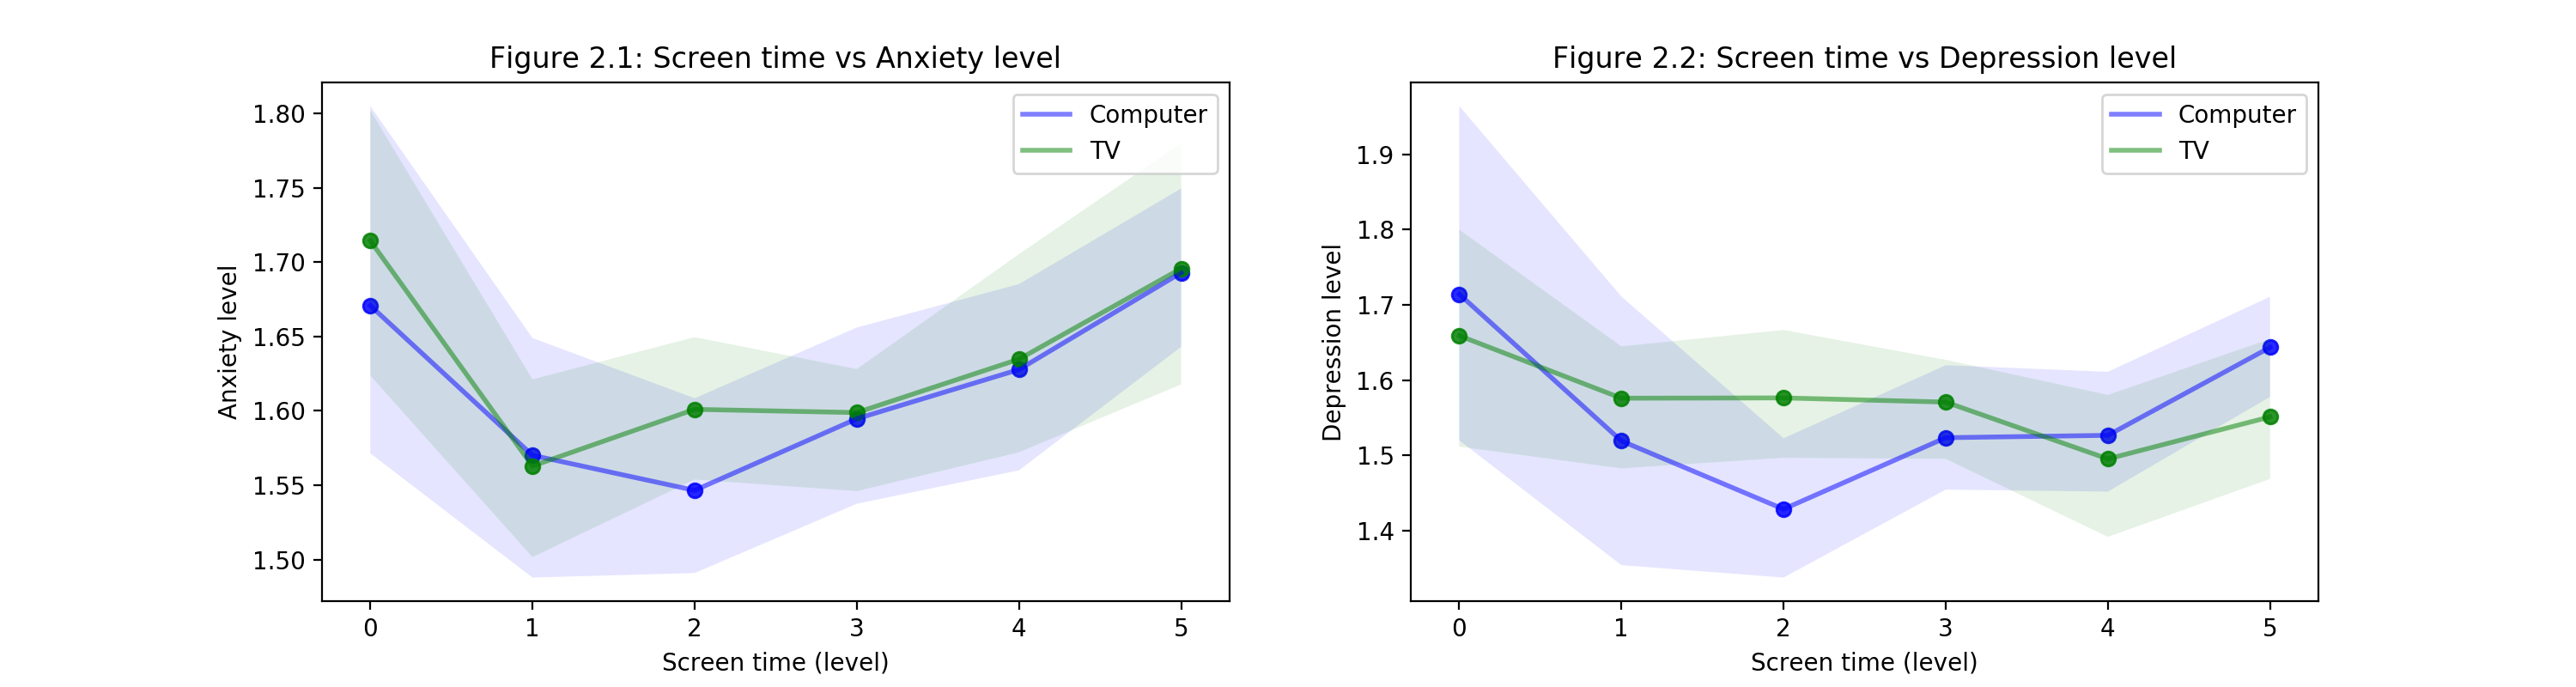 Figure 2.1: Screen time vs Anxiety level
Computer
TV
1.80
1.75
1.70
1.65
1.60
1.55
1.50
Anxiety level
0 1 2 3 4 5
Screen time (level)
Figure 2.2: Screen time vs Depression level
Computer
TV
1.9
1.8
1.7
1.6
1.5
1.4
Depression level
0 1 2 3 4 5
Screen time (level)